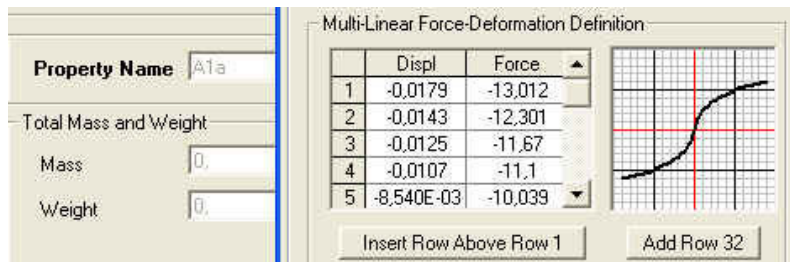 Property Name A1a
Total Mass and Weight
Mass 0,
Weight 0,
Multi-Linear Force-Deformation Definition
Displ Force
1 -0,0179 -13,012
2 -0,0143 -12,301
3 -0,0125 -11,67
4 -0,0107 -11,1
5 -8,540E-03 -10,039
Insert Row Above Row 1 Add Row 32